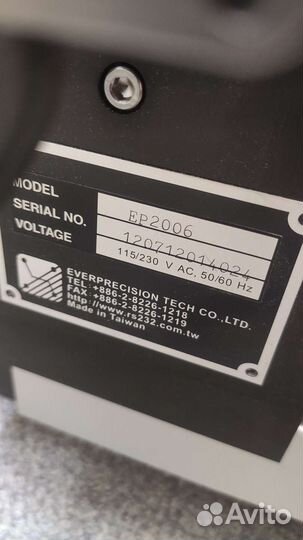 MODEL EP2006
SERIAL NO. 120712014024
VOLTAGE 115/230 V AC, 50/60 Hz
EVERPRECISION TECH CO., LTD.
TEL: +886-2-8226-1218
FAX: +886-2-8226-1219
http://www.rs232.com.tw
Made in Taiwan
Avito